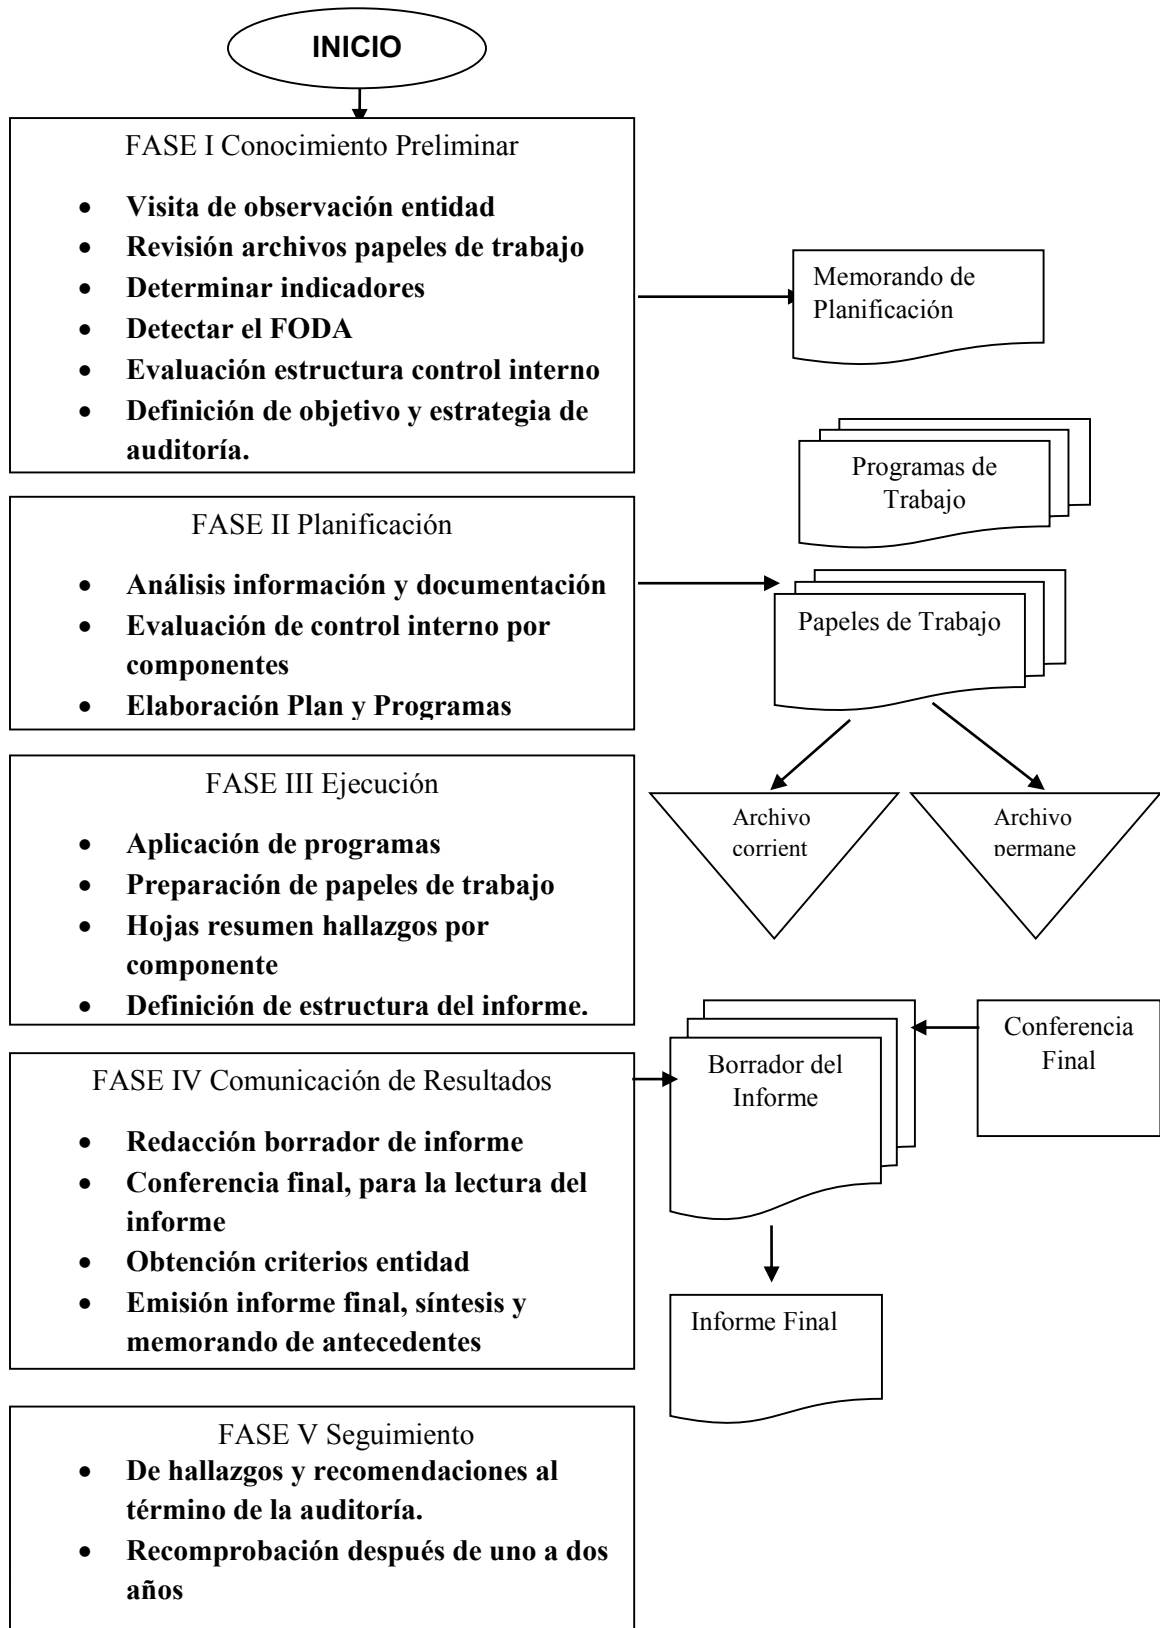 INICIO
FASE I Conocimiento Preliminar
• Visita de observación entidad
• Revisión archivos papeles de trabajo
• Determinar indicadores
• Detectar el FODA
• Evaluación estructura control interno
• Definición de objetivo y estrategia de
auditoría.
Memorando de
Planificación
Programas de
Trabajo
FASE II Planificación
• Análisis información y documentación
• Evaluación de control interno por
componentes
• Elaboración Plan y Programas
Papeles de Trabajo
FASE III Ejecución
• Aplicación de programas
• Preparación de papeles de trabajo
• Hojas resumen hallazgos por
componente
• Definición de estructura del informe.
Archivo
corrient
Archivo
permane
FASE IV Comunicación de Resultados
• Redacción borrador de informe
• Conferencia final, para la lectura del
informe
• Obtención criterios entidad
• Emisión informe final, síntesis y
memorando de antecedentes
Borrador del
Informe
Conferencia
Final
Informe Final
FASE V Seguimiento
• De hallazgos y recomendaciones al
término de la auditoría.
• Recomprobación después de uno a dos
años